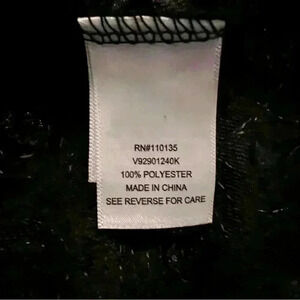 RN#110135
V92901240K
100% POLYESTER
MADE IN CHINA
SEE REVERSE FOR CARE